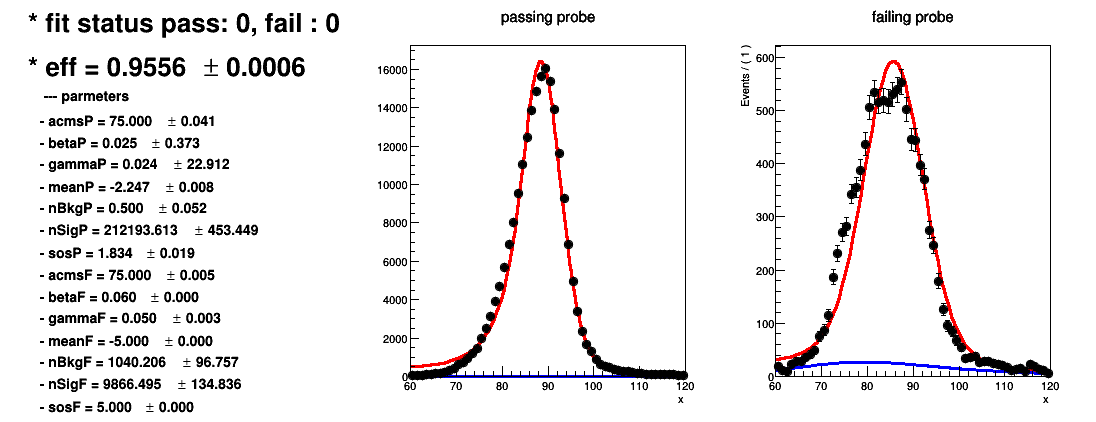 * fit status pass: 0, fail : 0
* eff = 0.9556 ± 0.0006
--- parmeters
- acmsP = 75.000 ± 0.041
- betaP = 0.025 ± 0.373
- gammaP = 0.024 ± 22.912
- meanP = -2.247 ± 0.008
- nBkgP = 0.500 ± 0.052
- nSigP = 212193.613 ± 453.449
- sosP = 1.834 ± 0.019
- acmsF = 75.000 ± 0.005
- betaF = 0.060 ± 0.000
- gammaF = 0.050 ± 0.003
- meanF = -5.000 ± 0.000
- nBkgF = 1040.206 ± 96.757
- nSigF = 9866.495 ± 134.836
- sosF = 5.000 ± 0.000
passing probe
16000
14000
12000
10000
8000
6000
4000
2000
0
60 70 80 90 100 110 120
x
failing probe
Events / ( 1 )
600
500
400
300
200
100
0
60 70 80 90 100 110 120
x